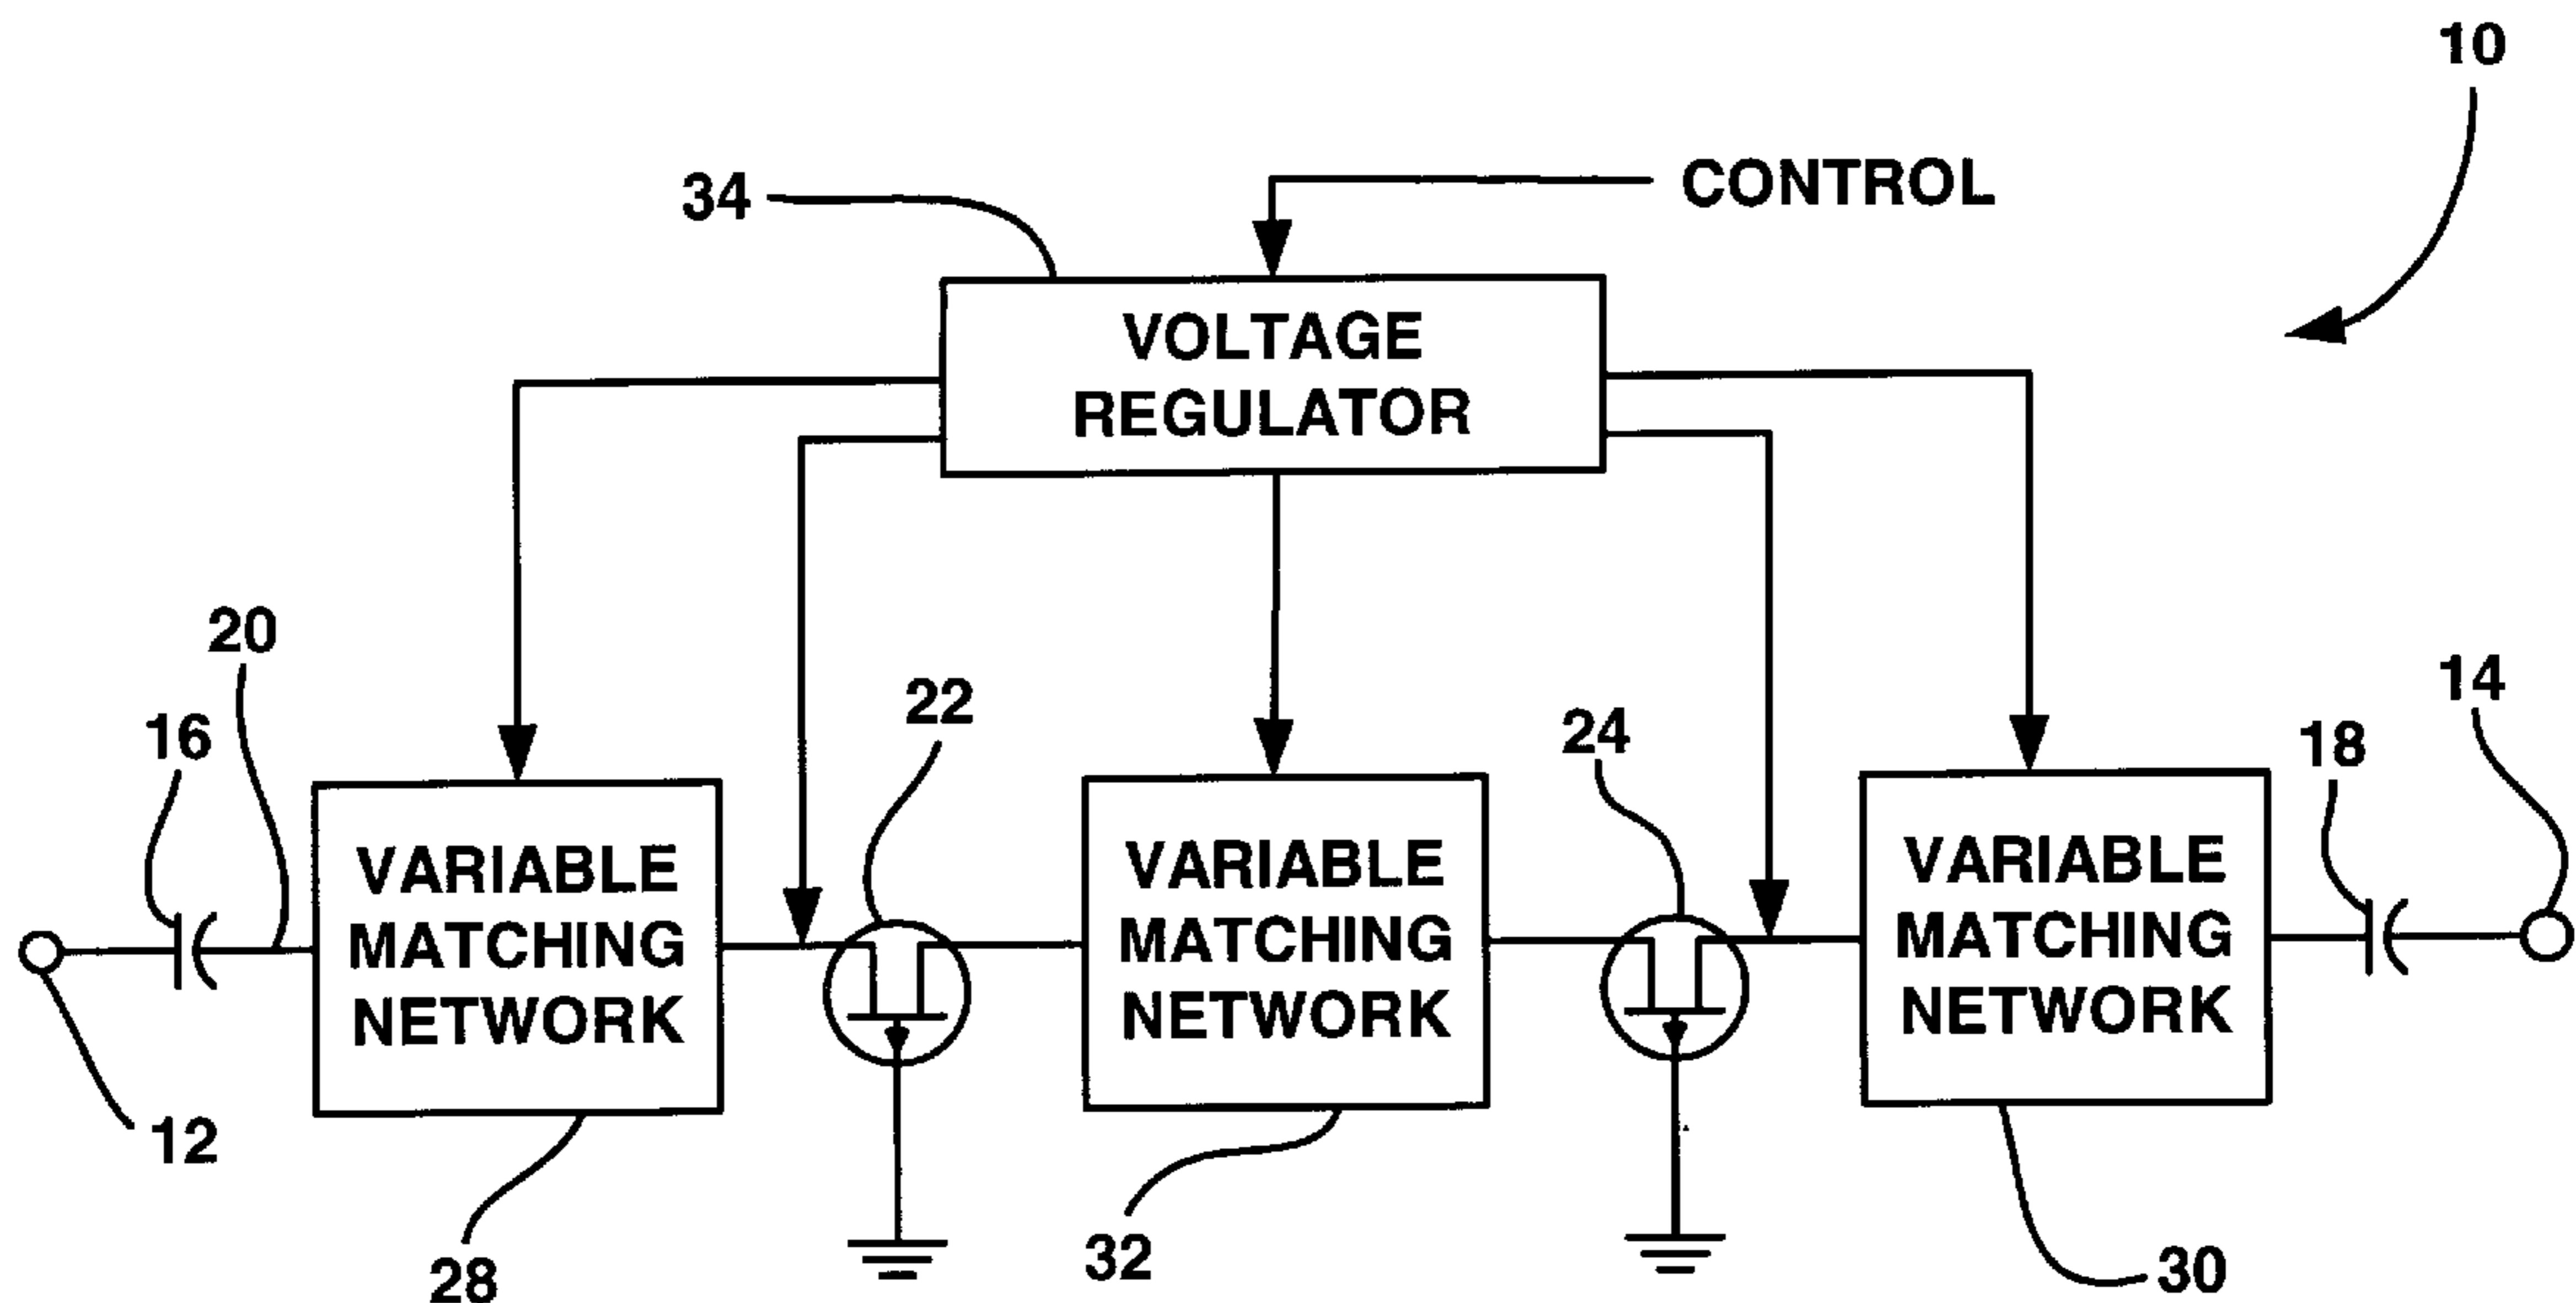 10
CONTROL
34
VOLTAGE
REGULATOR
20
16
22
24
14
18
VARIABLE
MATCHING
NETWORK
VARIABLE
MATCHING
NETWORK
VARIABLE
MATCHING
NETWORK
12
28
32
30